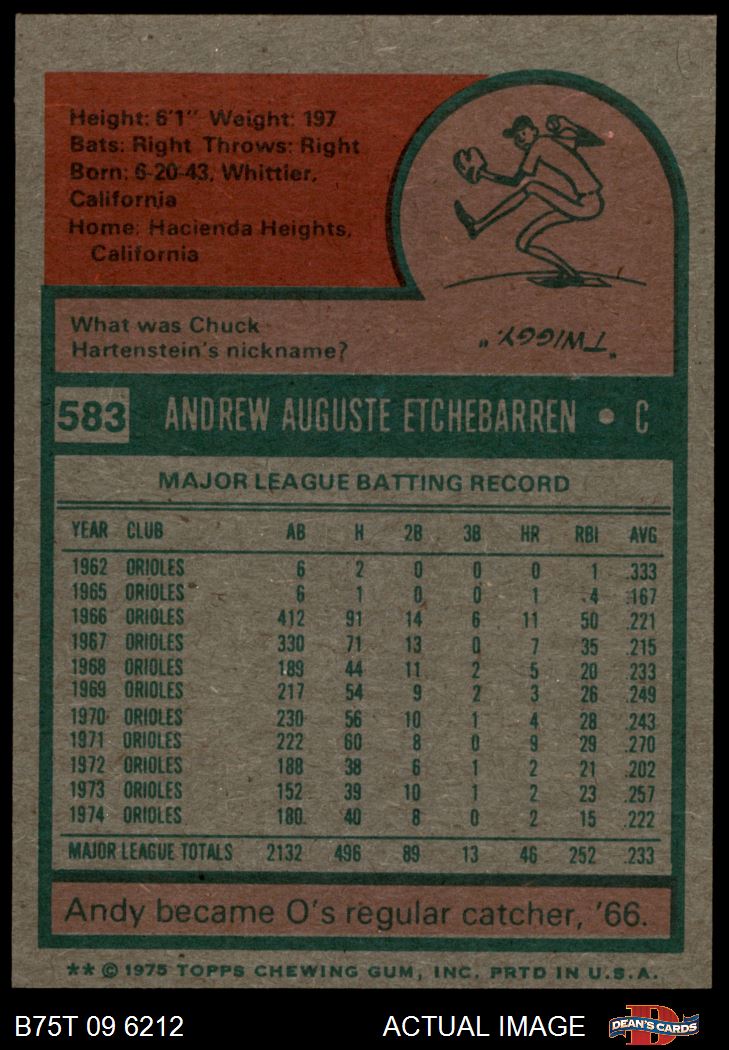 Height: 6'1" Weight: 197
Bats: Right Throws: Right
Born: 6-20-43, Whittier,
California
Home: Hacienda Heights,
California
What was Chuck
Hartenstein's nickname?
"TWIGGY."
583 ANDREW AUGUSTE ETCHEBARREN • C
MAJOR LEAGUE BATTING RECORD
YEAR CLUB AB H 2B 3B HR RBI AVG
1962 ORIOLES 6 2 0 0 0 1 .333
1965 ORIOLES 6 1 0 0 1 4 .167
1966 ORIOLES 412 91 14 6 11 50 .221
1967 ORIOLES 330 71 13 0 7 35 .215
1968 ORIOLES 189 44 11 2 5 20 .233
1969 ORIOLES 217 54 9 2 3 26 .249
1970 ORIOLES 230 56 10 1 4 28 .243
1971 ORIOLES 222 60 8 0 9 29 .270
1972 ORIOLES 188 38 6 1 2 21 .202
1973 ORIOLES 152 39 10 1 2 23 .257
1974 ORIOLES 180 40 8 0 2 15 .222
MAJOR LEAGUE TOTALS 2132 496 89 13 46 252 .233
Andy became O's regular catcher, '66.
** © 1975 TOPPS CHEWING GUM, INC. PRTD IN U.S.A.
B75T 09 6212 ACTUAL IMAGE D DEAN'S CARDS